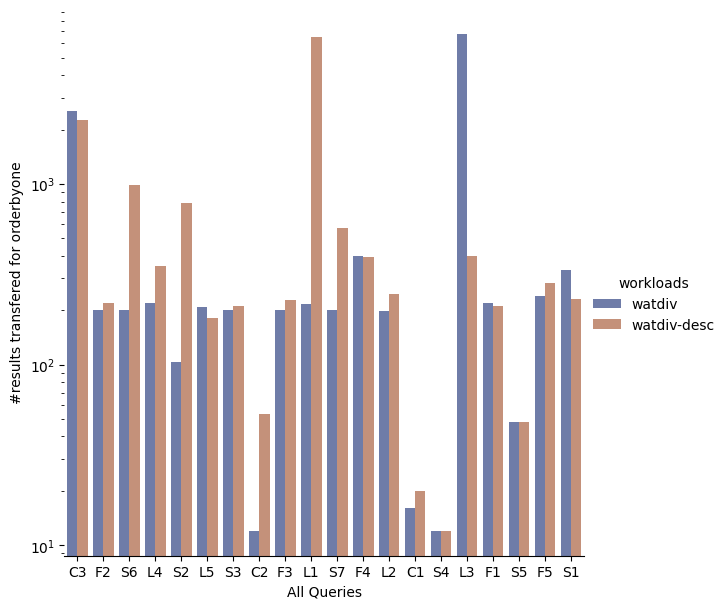 #results transfered for orderbyone
10³
10²
10¹
C3 F2 S6 L4 S2 L5 S3 C2 F3 L1 S7 F4 L2 C1 S4 L3 F1 S5 F5 S1
All Queries
workloads
watdiv
watdiv-desc